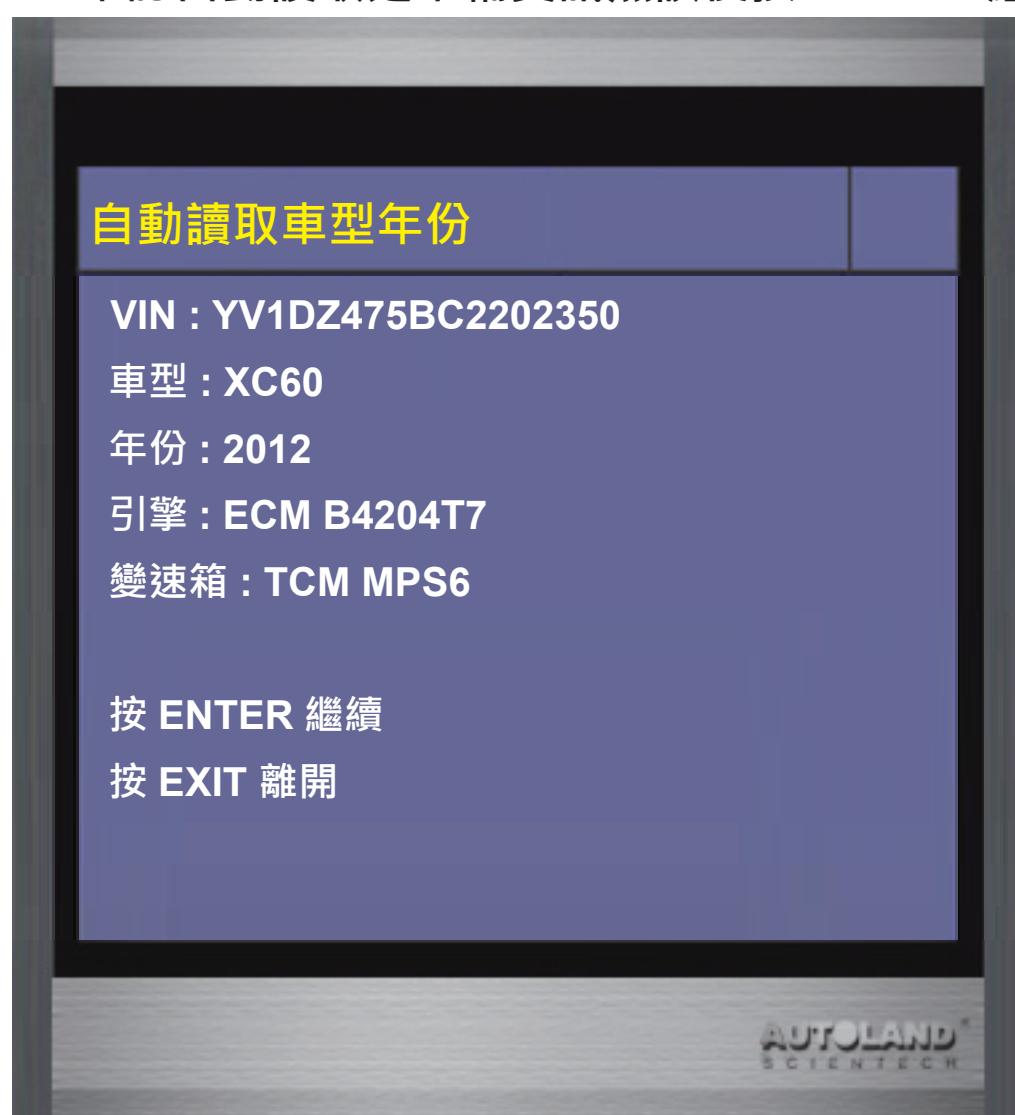 自動讀取車型年份
VIN : YV1DZ475BC2202350
車型 : XC60
年份 : 2012
引擎 : ECM B4204T7
變速箱 : TCM MPS6
按 ENTER 繼續
按 EXIT 離開
AUTOLAND
SCIENTECH